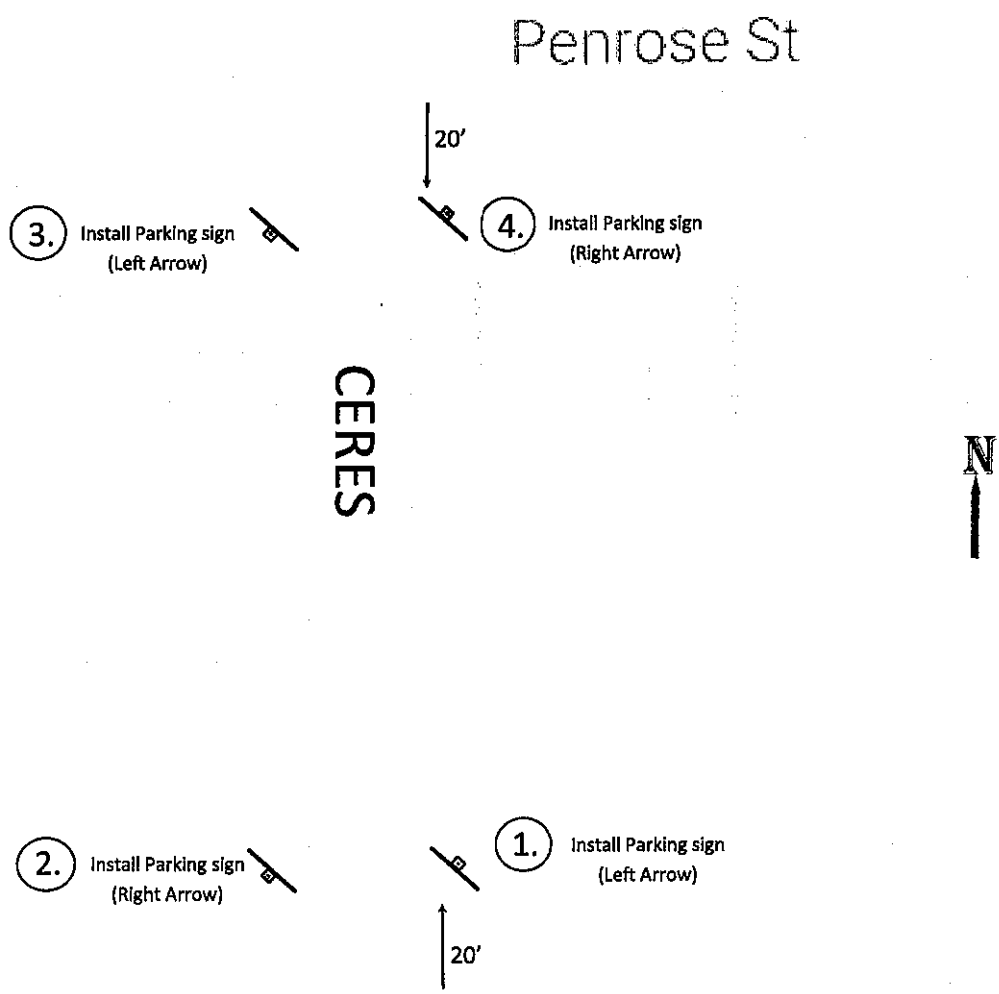 Penrose St
20'
3. Install Parking sign
(Left Arrow)
4. Install Parking sign
(Right Arrow)
CERES
N
2. Install Parking sign
(Right Arrow)
1. Install Parking sign
(Left Arrow)
20'